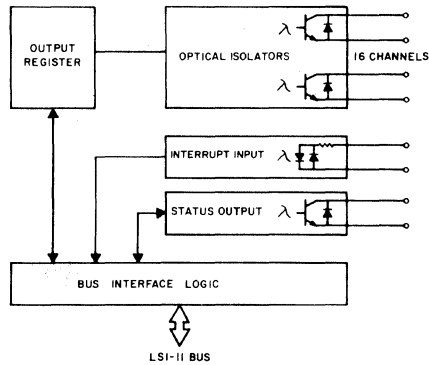 OUTPUT
REGISTER
OPTICAL ISOLATORS
λ
λ
16 CHANNELS
INTERRUPT INPUT
λ
STATUS OUTPUT
λ
BUS INTERFACE LOGIC
LSI-11 BUS